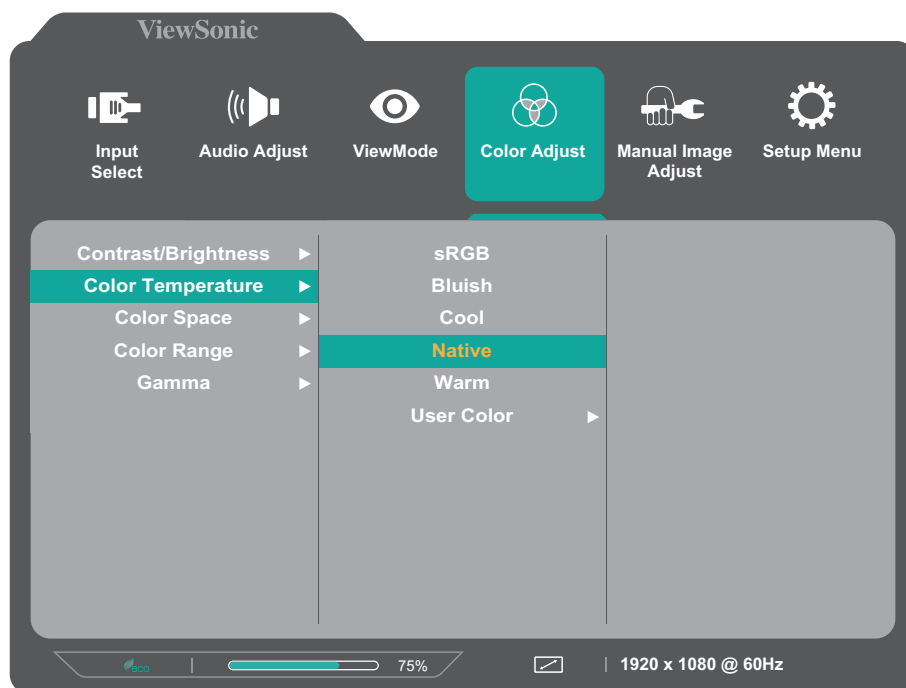 ViewSonic
Input
Select
Audio Adjust
ViewMode
Color Adjust
Manual Image
Adjust
Setup Menu
Contrast/Brightness
Color Temperature
Color Space
Color Range
Gamma
sRGB
Bluish
Cool
Native
Warm
User Color
eco
75%
1920 x 1080 @ 60Hz